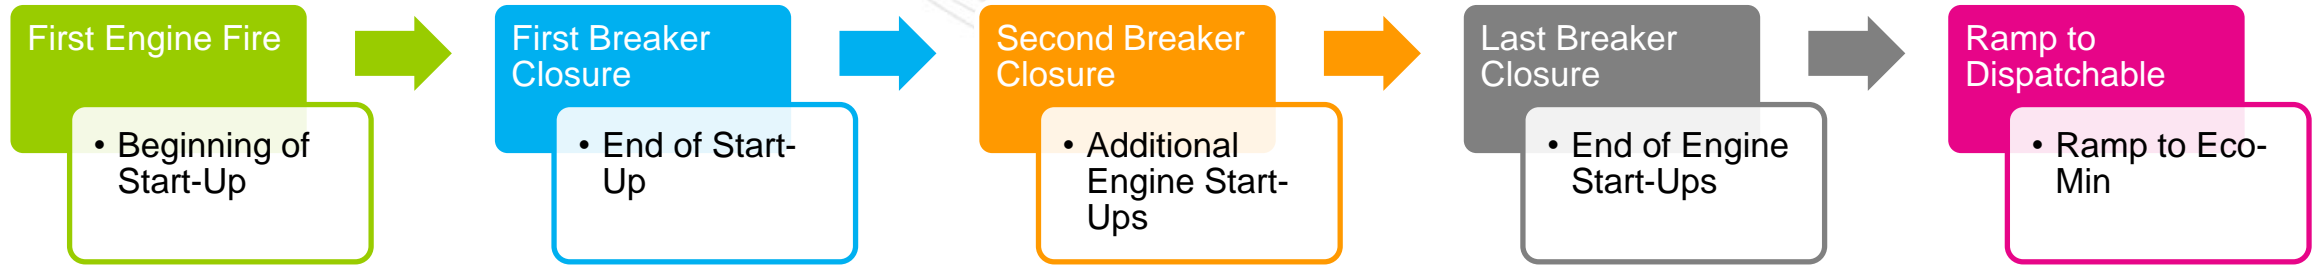 First Engine Fire
• Beginning of
Start-Up
First Breaker
Closure
• End of Start-
Up
Second Breaker
Closure
• Additional
Engine Start-
Ups
Last Breaker
Closure
• End of Engine
Start-Ups
Ramp to
Dispatchable
• Ramp to Eco-
Min